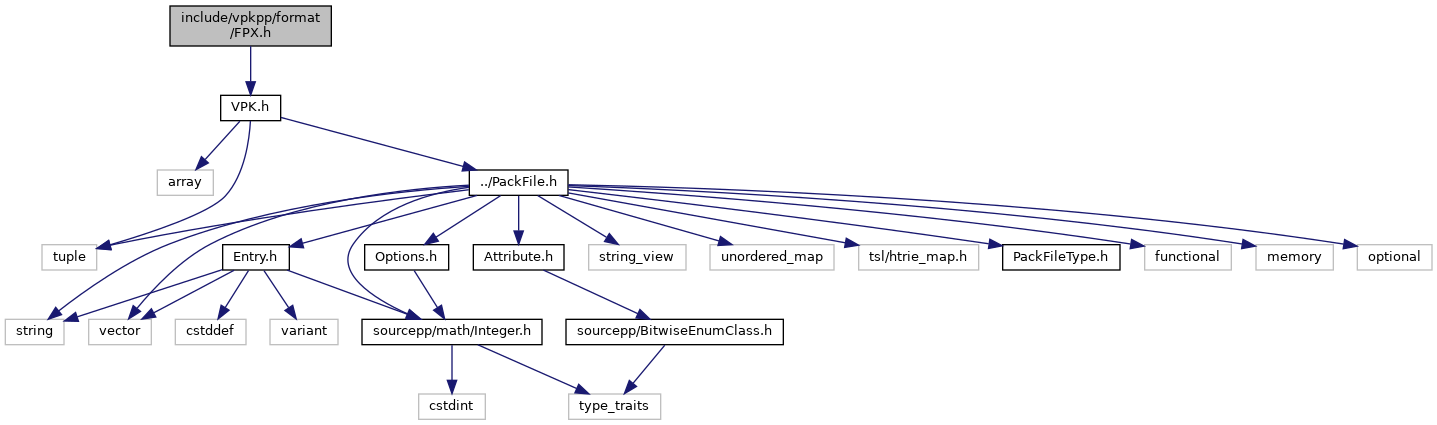 include/vpkpp/format
/FPX.h
VPK.h
array
../PackFile.h
tuple
Entry.h
Options.h
Attribute.h
string_view
unordered_map
tsl/htrie_map.h
PackFileType.h
functional
memory
optional
string
vector
cstddef
variant
sourcepp/math/Integer.h
sourcepp/BitwiseEnumClass.h
cstdint
type_traits